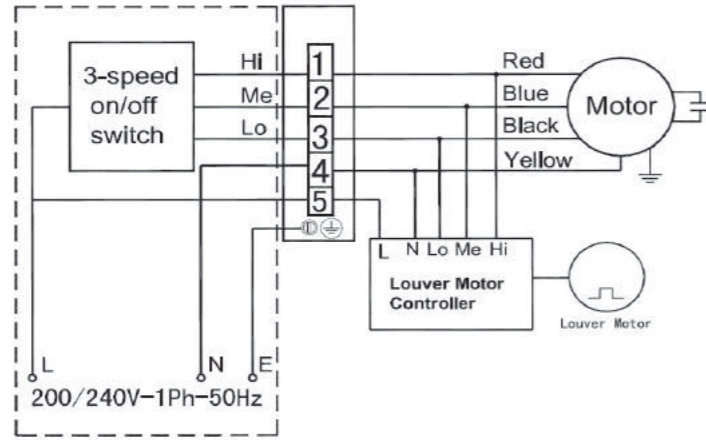 3-speed
on/off
switch
Hi
Me
Lo
1
2
3
4
5
Red
Blue
Black
Yellow
Motor
L N Lo Me Hi
Louver Motor
Controller
Louver Motor
L
N
E
200/240V-1Ph-50Hz